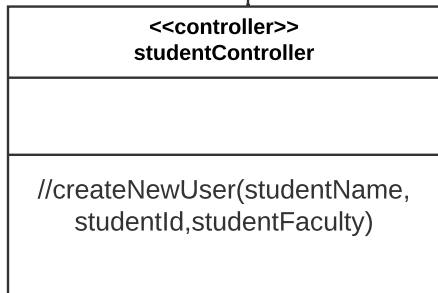 <<controller>>
studentController
//createNewUser(studentName,
studentId,studentFaculty)